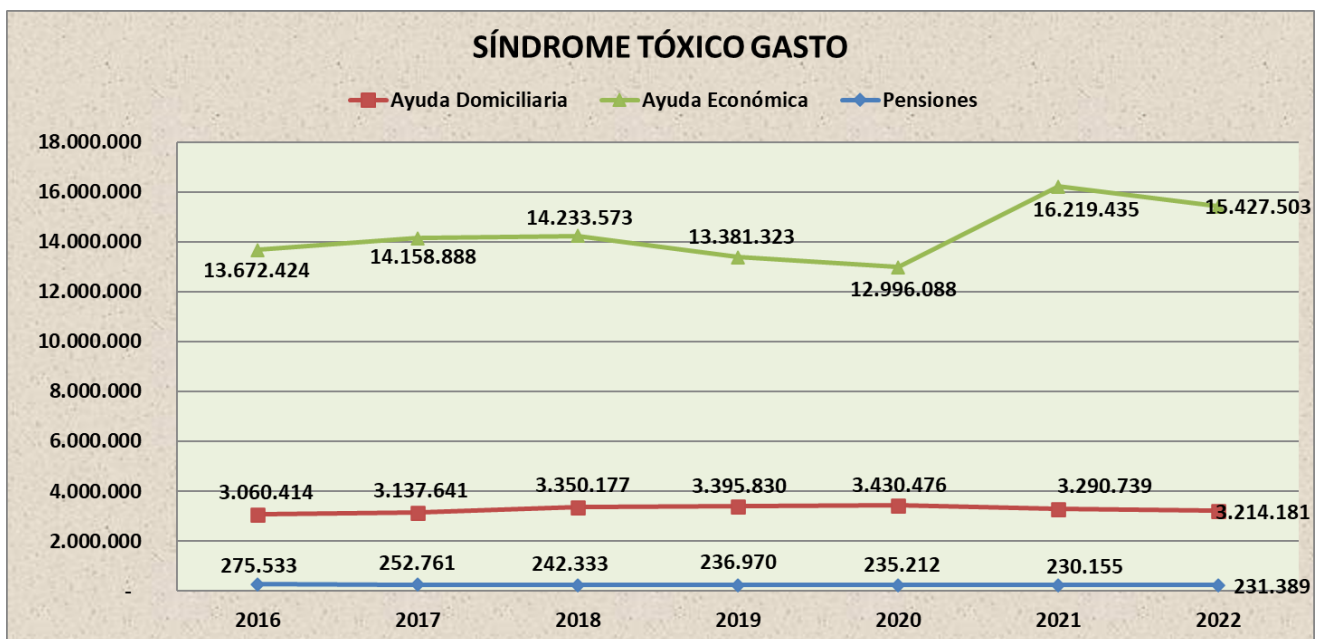 SÍNDROME TÓXICO GASTO
Ayuda Domiciliaria Ayuda Económica Pensiones
18.000.000
16.000.000
14.000.000
12.000.000
10.000.000
8.000.000
6.000.000
4.000.000
2.000.000
-
13.672.424 14.158.888 14.233.573 13.381.323 12.996.088 16.219.435 15.427.503
3.060.414 3.137.641 3.350.177 3.395.830 3.430.476 3.290.739 3.214.181
275.533 252.761 242.333 236.970 235.212 230.155 231.389
2016 2017 2018 2019 2020 2021 2022